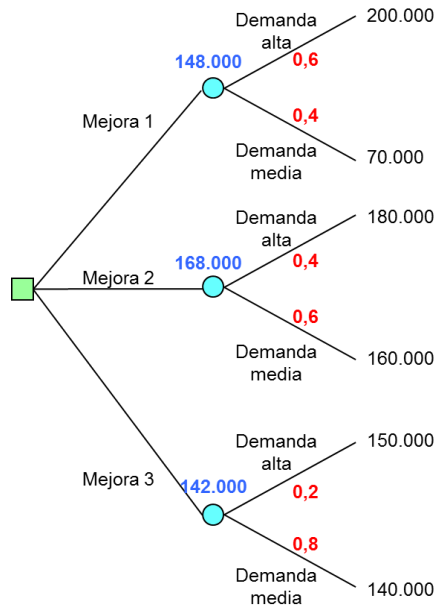 Demanda
alta
200.000
148.000
0,6
Mejora 1
0,4
Demanda
media
70.000
Demanda
alta
180.000
168.000
0,4
Mejora 2
0,6
Demanda
media
160.000
Demanda
alta
150.000
Mejora 3
142.000
0,2
0,8
Demanda
media
140.000